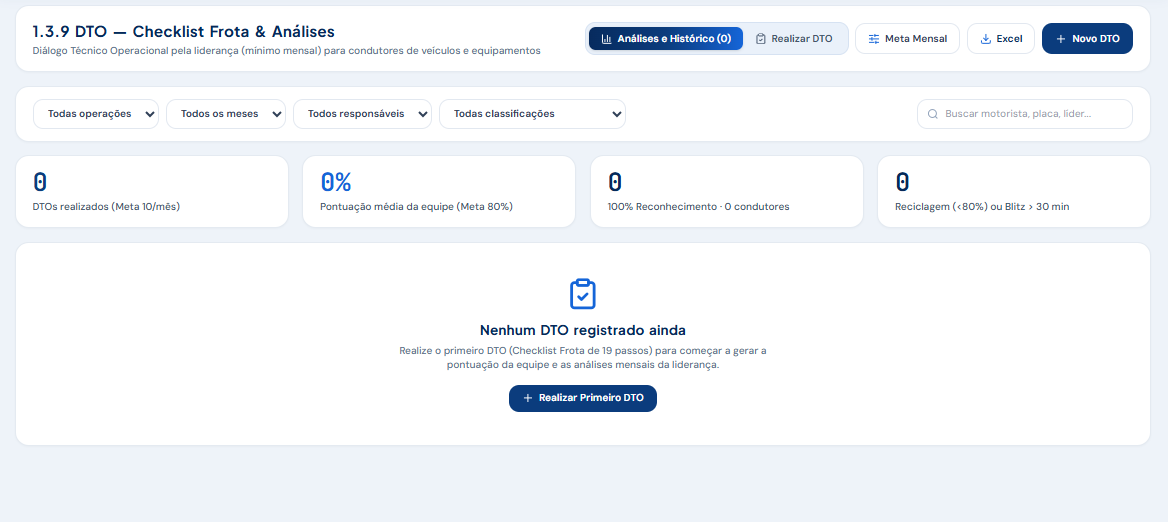 1.3.9 DTO — Checklist Frota & Análises
Diálogo Técnico Operacional pela liderança (mínimo mensal) para condutores de veículos e equipamentos
Análises e Histórico (0)
Realizar DTO
Meta Mensal
Excel
Novo DTO
Todas operações
Todos os meses
Todos responsáveis
Todas classificações
Buscar motorista, placa, líder...
0
DTOs realizados (Meta 10/mês)
0%
Pontuação média da equipe (Meta 80%)
0
100% Reconhecimento · 0 condutores
0
Reciclagem (<80%) ou Blitz > 30 min
Nenhum DTO registrado ainda
Realize o primeiro DTO (Checklist Frota de 19 passos) para começar a gerar a
pontuação da equipe e as análises mensais da liderança.
Realizar Primeiro DTO